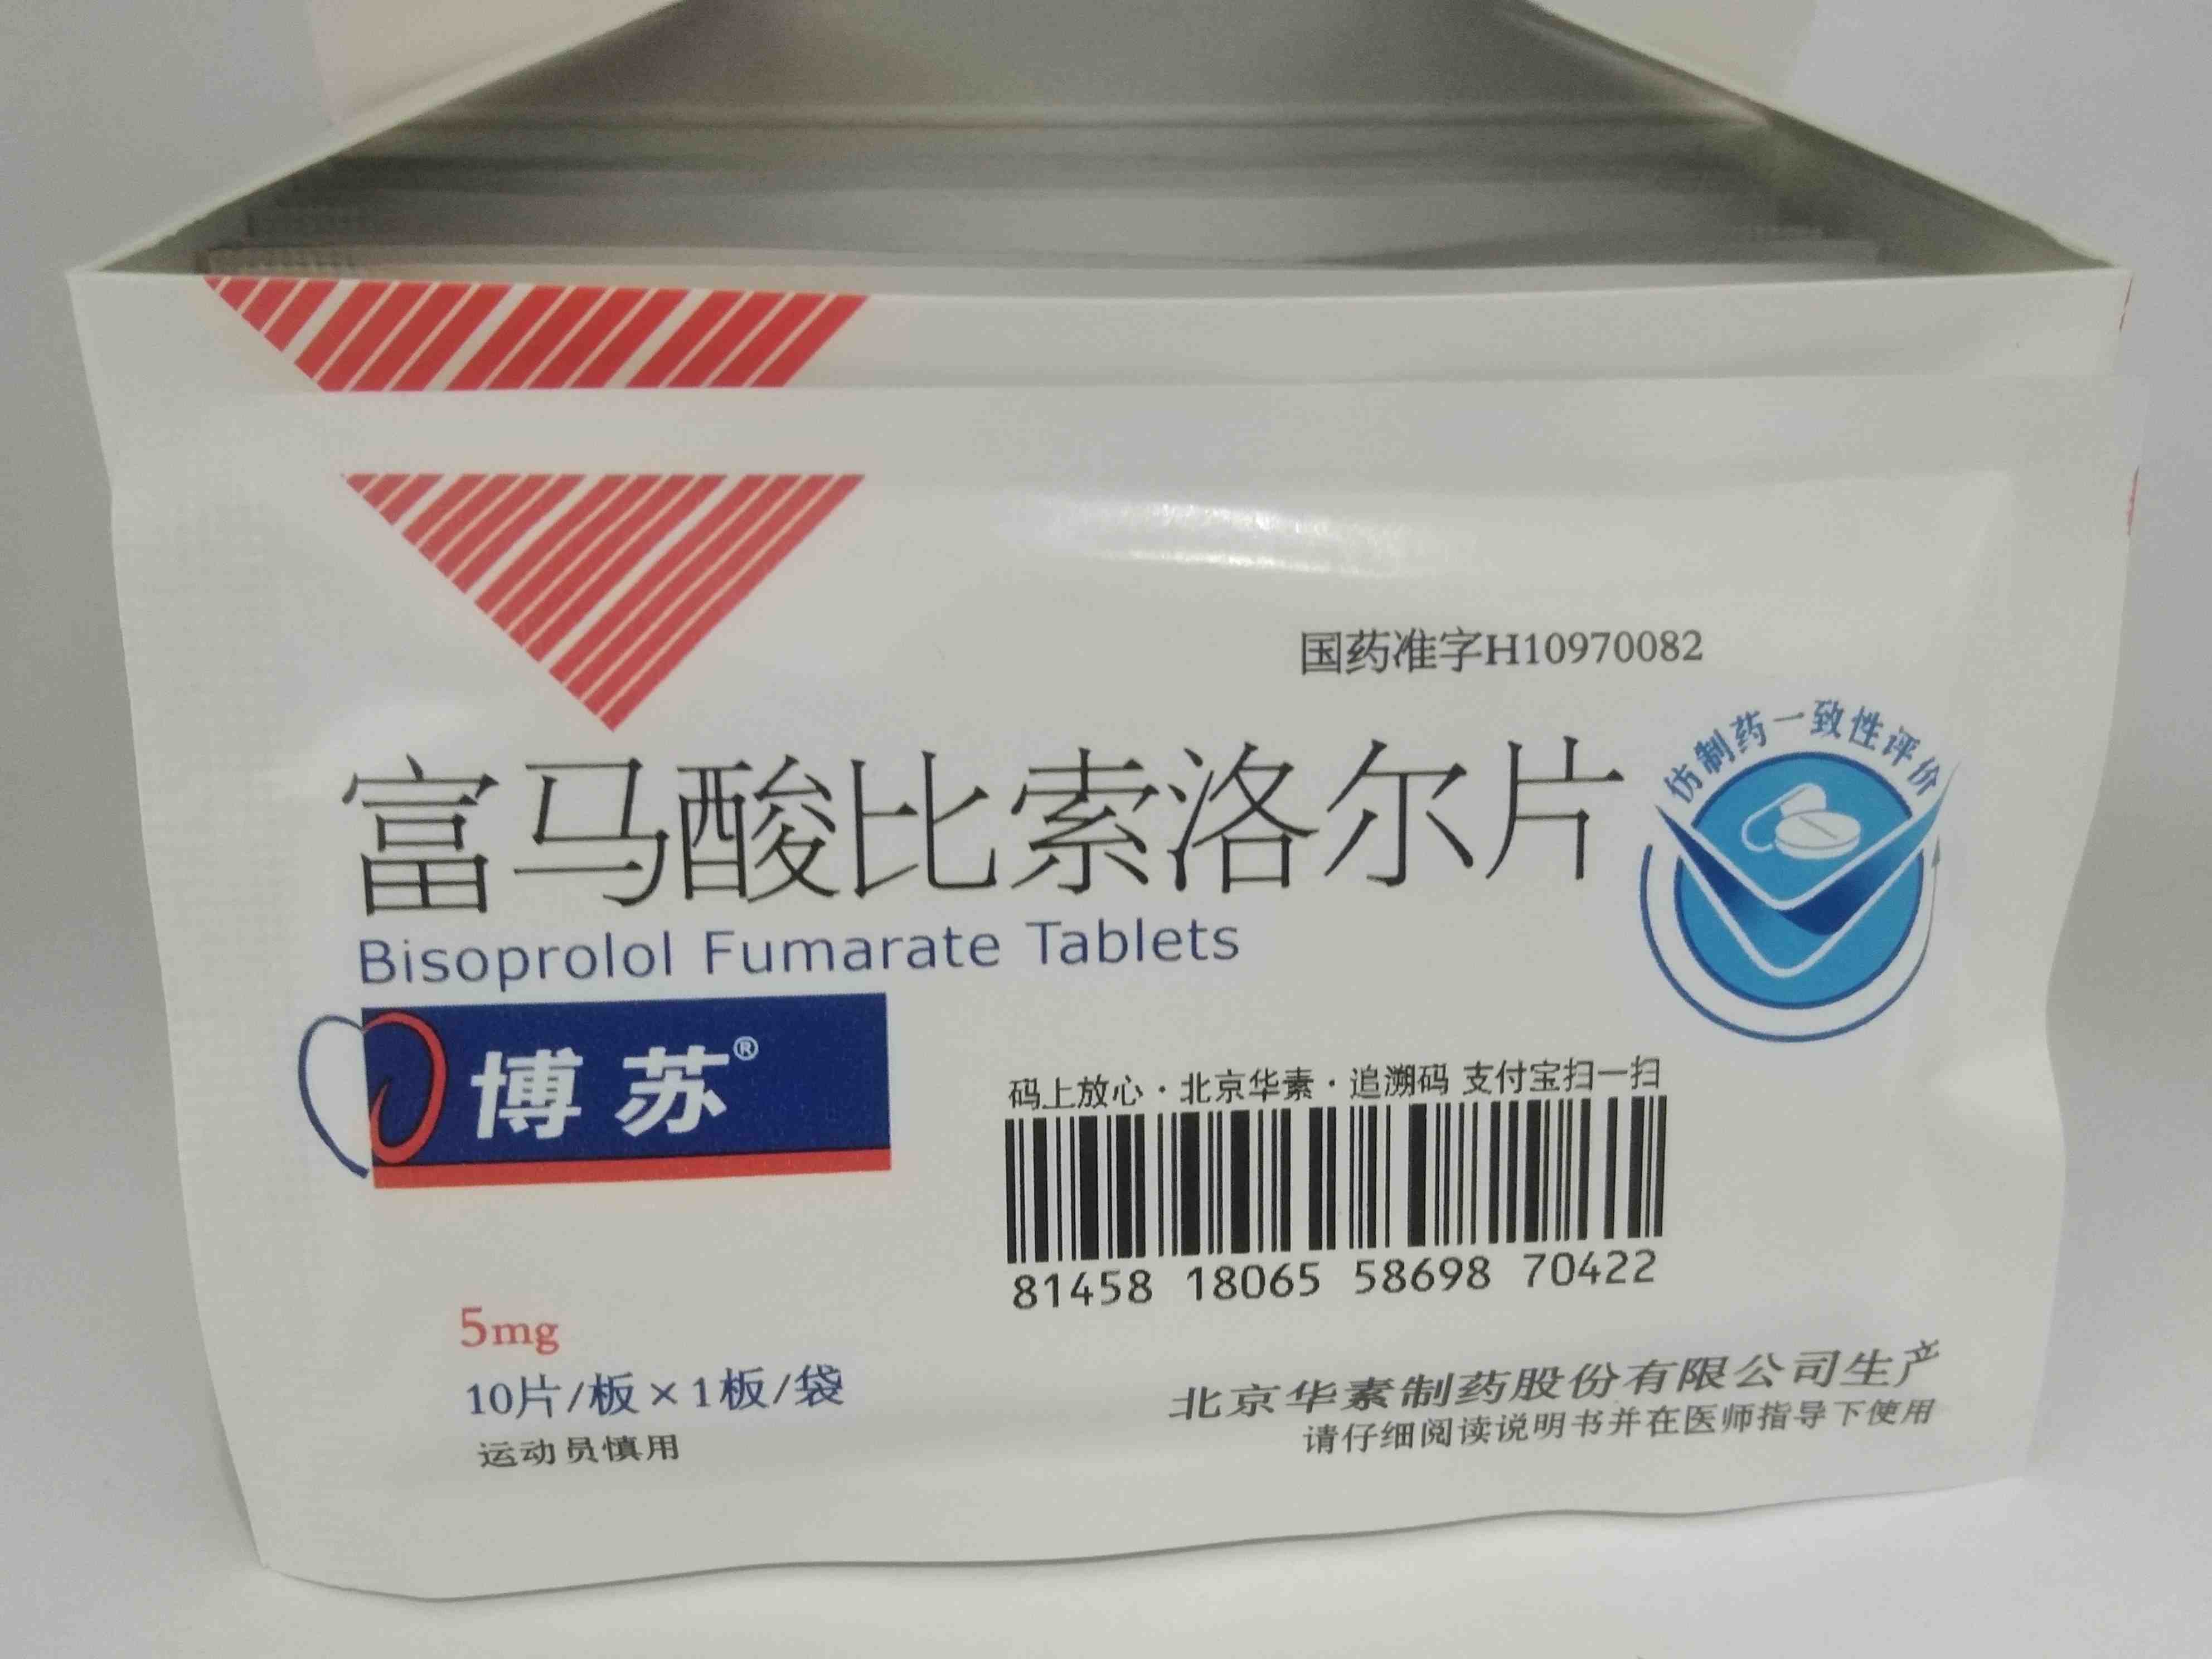 国药准字H10970082
仿制药一致性评价
富马酸比索洛尔片
Bisoprolol Fumarate Tablets
博苏®
码上放心·北京华素·追溯码 支付宝扫一扫
81458 18065 58698 70422
5mg
10片/板×1板/袋
运动员慎用
北京华素制药股份有限公司生产
请仔细阅读说明书并在医师指导下使用